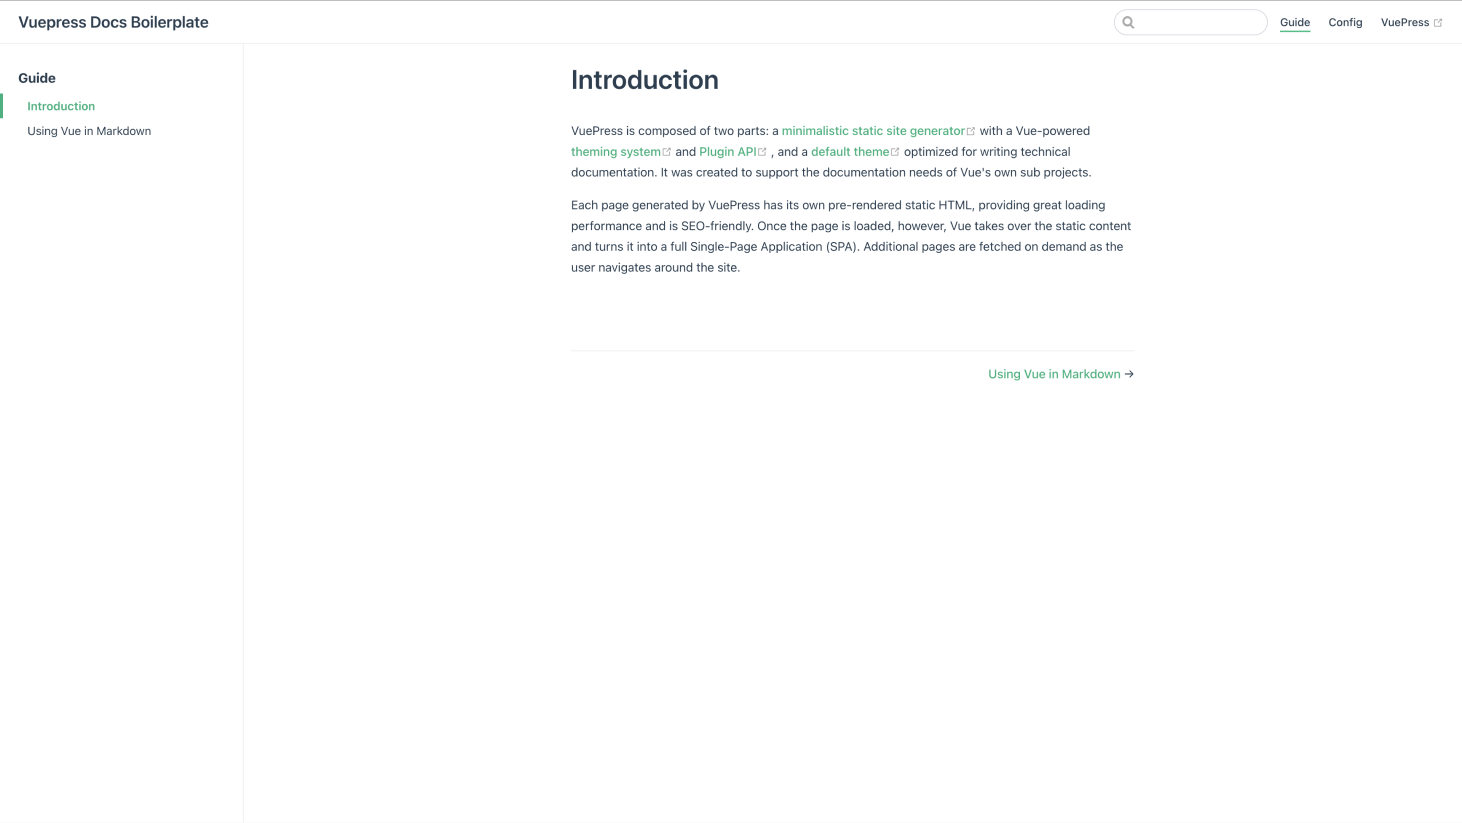 Vuepress Docs Boilerplate
Guide
Config
VuePress
Guide
Introduction
Using Vue in Markdown
Introduction
VuePress is composed of two parts: a minimalistic static site generator with a Vue-powered
theming system and Plugin API , and a default theme optimized for writing technical
documentation. It was created to support the documentation needs of Vue's own sub projects.
Each page generated by VuePress has its own pre-rendered static HTML, providing great loading
performance and is SEO-friendly. Once the page is loaded, however, Vue takes over the static content
and turns it into a full Single-Page Application (SPA). Additional pages are fetched on demand as the
user navigates around the site.
Using Vue in Markdown →